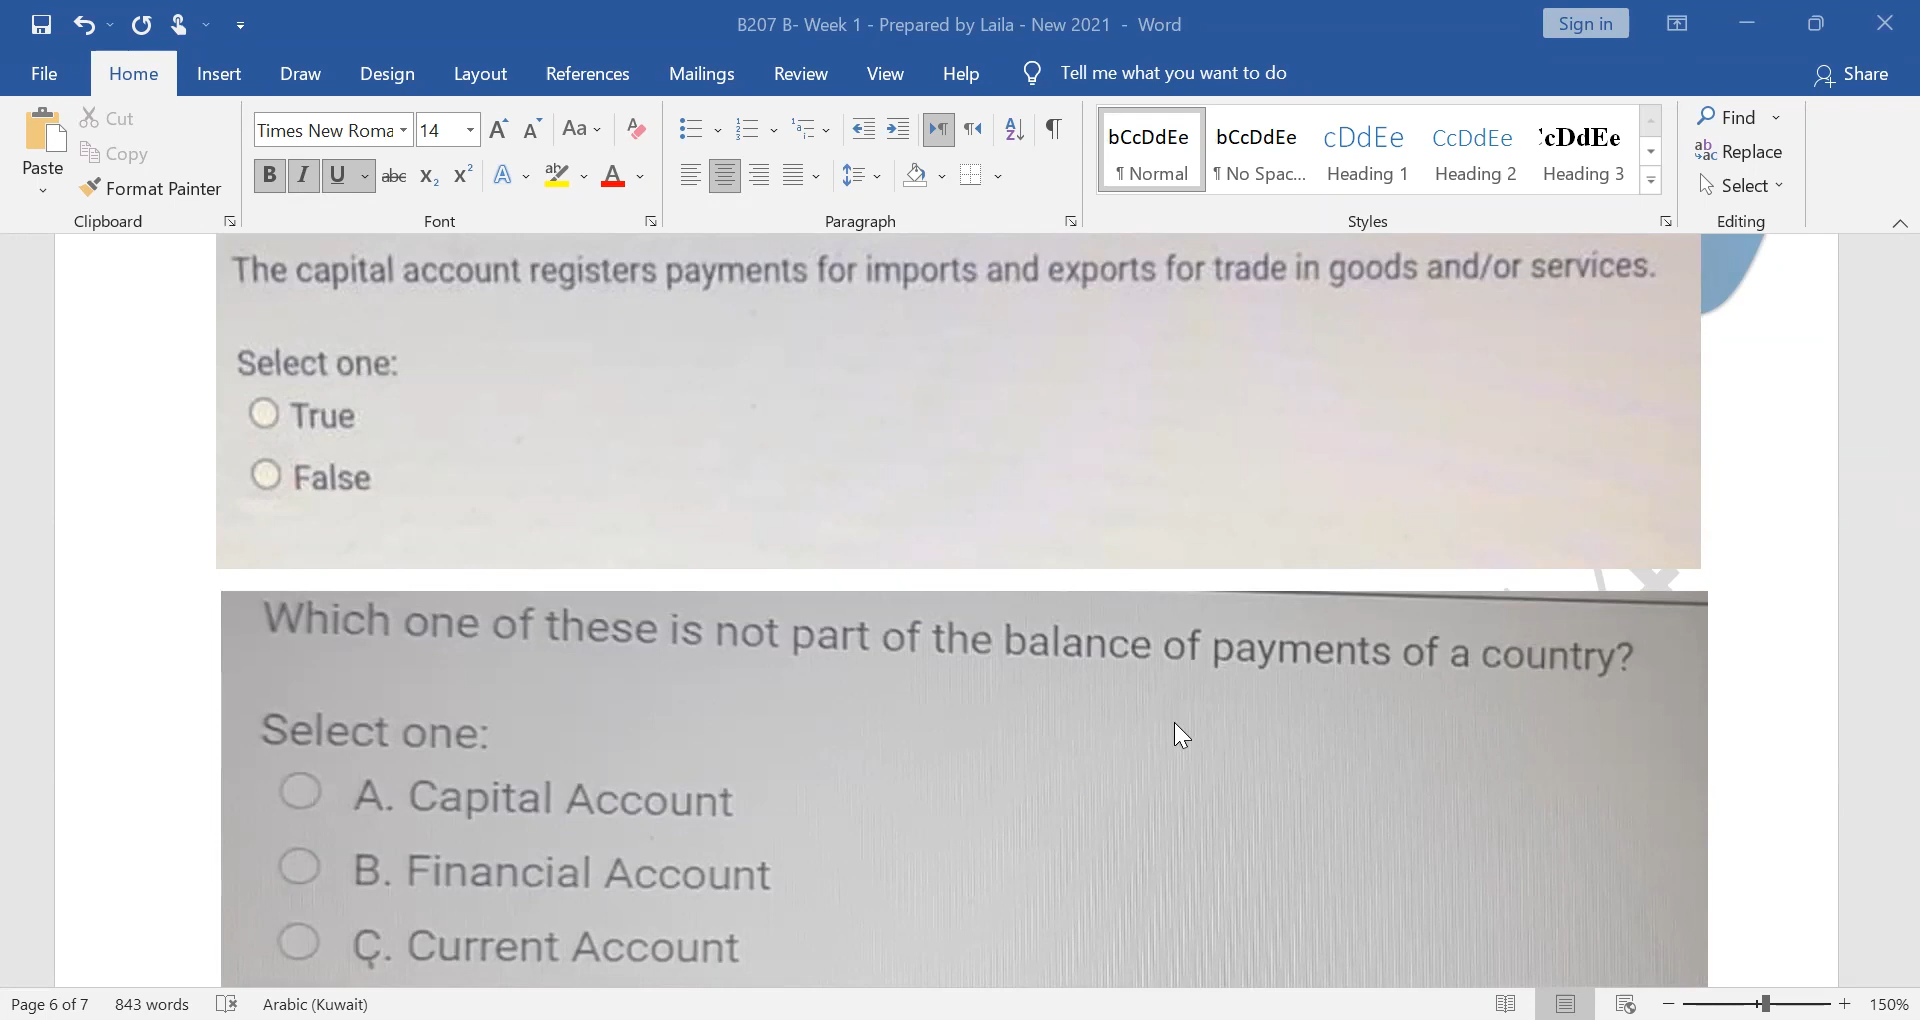 B207 B- Week 1 - Prepared by Laila - New 2021 - Word
Sign in
File Home Insert Draw Design Layout References Mailings Review View Help Tell me what you want to do Share
Paste
Cut
Copy
Format Painter
Clipboard
Times New Roma 14
Font
Paragraph
bCcDdEe bCcDdEe cDdEe CcDdEe 'cDdEe
¶ Normal ¶ No Spac... Heading 1 Heading 2 Heading 3
Styles
Find
Replace
Select
Editing
The capital account registers payments for imports and exports for trade in goods and/or services.
Select one:
True
False
Which one of these is not part of the balance of payments of a country?
Select one:
A. Capital Account
B. Financial Account
C. Current Account
Page 6 of 7 843 words Arabic (Kuwait) 150%